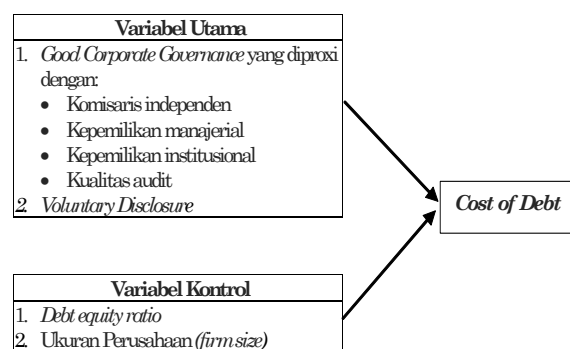 Variabel Utama
1. Good Corporate Governance yang diproxi
dengan:
• Komisaris independen
• Kepemilikan manajerial
• Kepemilikan institusional
• Kualitas audit
2. Voluntary Disclosure
Cost of Debt
Variabel Kontrol
1. Debt equity ratio
2. Ukuran Perusahaan (firm size)